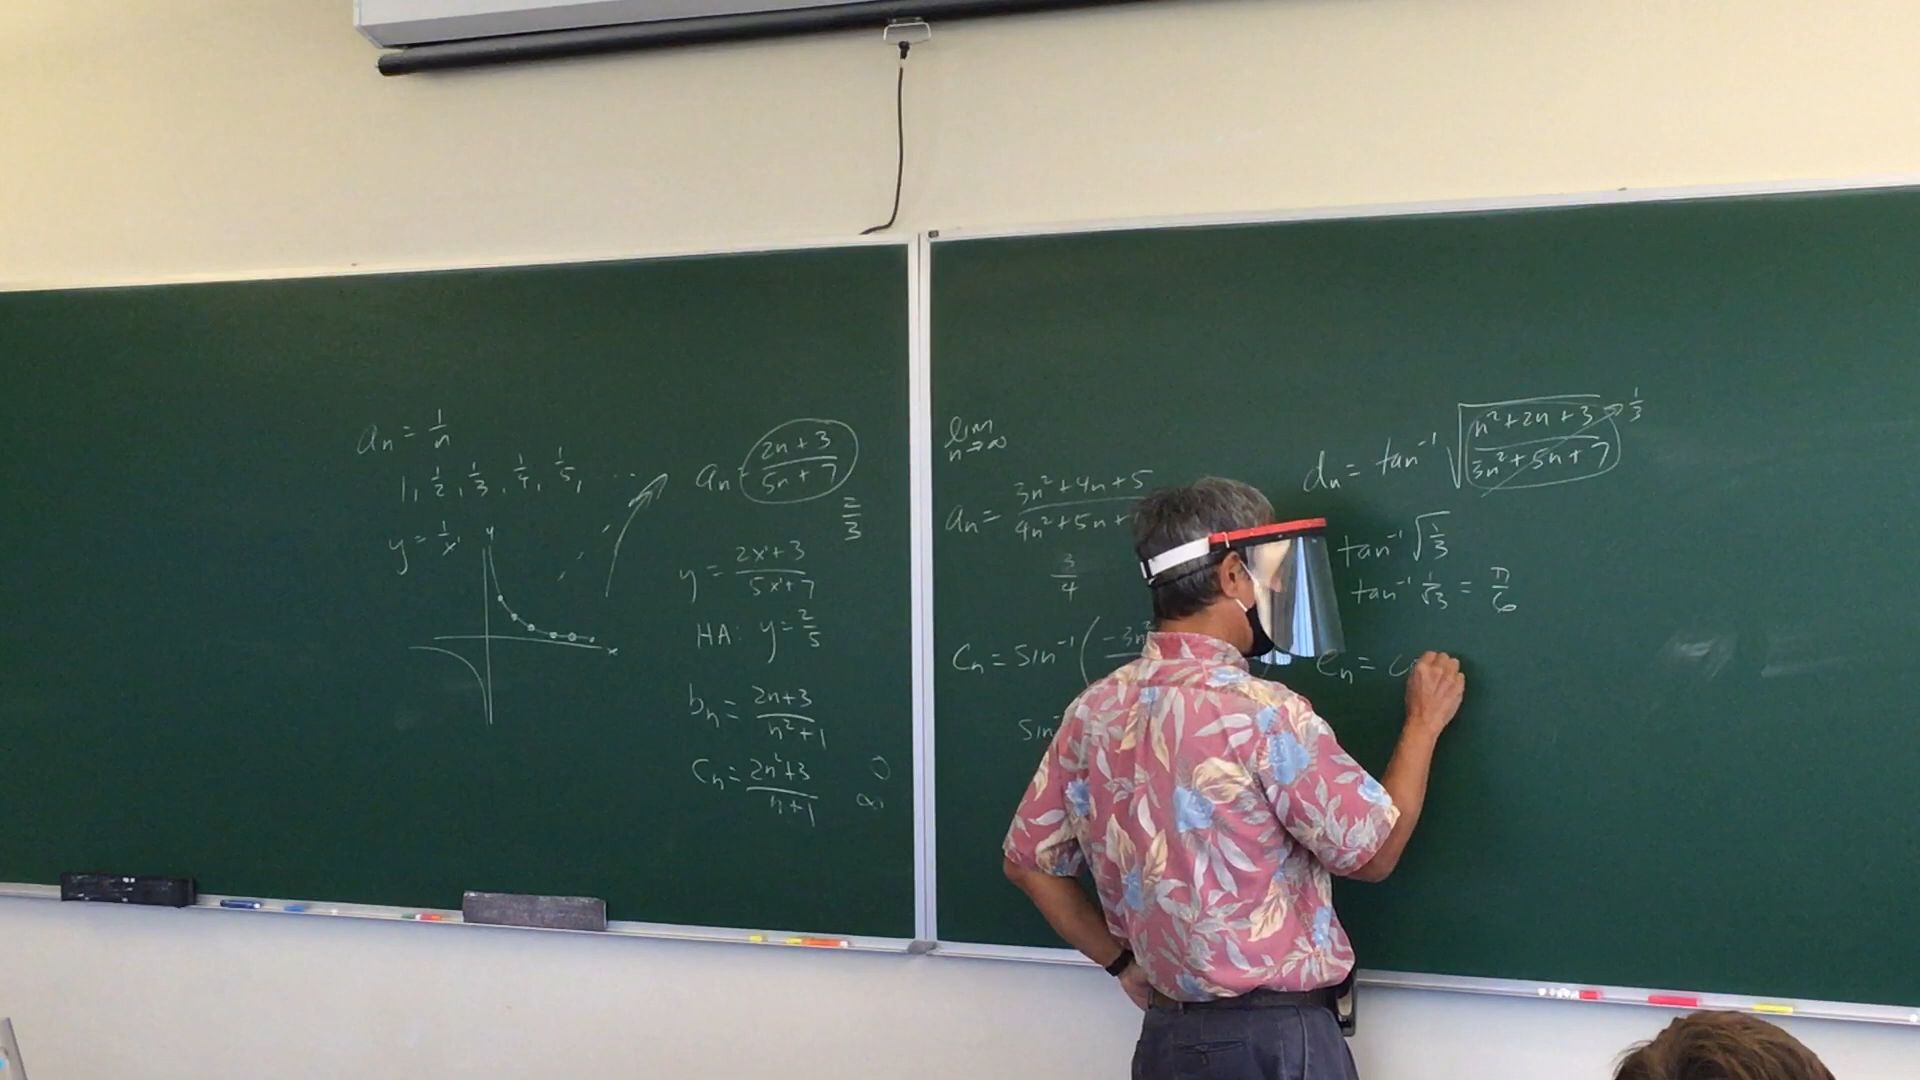 aₙ = 1/n
1, 1/2, 1/3, 1/4, 1/5, ...
y = 1/x
y
x
aₙ = (2n + 3)/(5n + 7)
2/3
y = (2x + 3)/(5x + 7)
HA: y = 2/5
bₙ = (2n + 3)/(n² + 1)
cₙ = (2n² + 3)/(n + 1)
0
∞
lim n→∞
aₙ = (3n² + 4n + 5)/(4n² + 5n +
3/4
cₙ = sin⁻¹ (-3n²
sin⁻
dₙ = tan⁻¹ √((n² + 2n + 3)/(3n² + 5n + 7)) → 1/3
tan⁻¹ √(1/3)
tan⁻¹ 1/√3 = π/6
eₙ = co